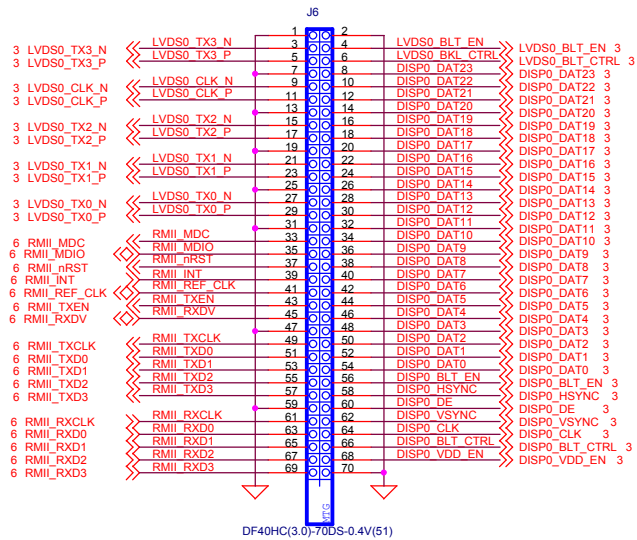 J6
1 2
3 LVDS0_TX3_N LVDS0_TX3_N 3 4 LVDS0_BLT_EN LVDS0_BLT_EN 3
3 LVDS0_TX3_P LVDS0_TX3_P 5 6 LVDS0_BKL_CTRL LVDS0_BLT_CTRL 3
7 8 DISP0_DAT23 DISP0_DAT23 3
3 LVDS0_CLK_N LVDS0_CLK_N 9 10 DISP0_DAT22 DISP0_DAT22 3
3 LVDS0_CLK_P LVDS0_CLK_P 11 12 DISP0_DAT21 DISP0_DAT21 3
13 14 DISP0_DAT20 DISP0_DAT20 3
3 LVDS0_TX2_N LVDS0_TX2_N 15 16 DISP0_DAT19 DISP0_DAT19 3
3 LVDS0_TX2_P LVDS0_TX2_P 17 18 DISP0_DAT18 DISP0_DAT18 3
19 20 DISP0_DAT17 DISP0_DAT17 3
3 LVDS0_TX1_N LVDS0_TX1_N 21 22 DISP0_DAT16 DISP0_DAT16 3
3 LVDS0_TX1_P LVDS0_TX1_P 23 24 DISP0_DAT15 DISP0_DAT15 3
25 26 DISP0_DAT14 DISP0_DAT14 3
3 LVDS0_TX0_N LVDS0_TX0_N 27 28 DISP0_DAT13 DISP0_DAT13 3
3 LVDS0_TX0_P LVDS0_TX0_P 29 30 DISP0_DAT12 DISP0_DAT12 3
31 32 DISP0_DAT11 DISP0_DAT11 3
6 RMII_MDC RMII_MDC 33 34 DISP0_DAT10 DISP0_DAT10 3
6 RMII_MDIO RMII_MDIO 35 36 DISP0_DAT9 DISP0_DAT9 3
6 RMII_nRST RMII_nRST 37 38 DISP0_DAT8 DISP0_DAT8 3
6 RMII_INT RMII_INT 39 40 DISP0_DAT7 DISP0_DAT7 3
6 RMII_REF_CLK RMII_REF_CLK 41 42 DISP0_DAT6 DISP0_DAT6 3
6 RMII_TXEN RMII_TXEN 43 44 DISP0_DAT5 DISP0_DAT5 3
6 RMII_RXDV RMII_RXDV 45 46 DISP0_DAT4 DISP0_DAT4 3
47 48 DISP0_DAT3 DISP0_DAT3 3
6 RMII_TXCLK RMII_TXCLK 49 50 DISP0_DAT2 DISP0_DAT2 3
6 RMII_TXD0 RMII_TXD0 51 52 DISP0_DAT1 DISP0_DAT1 3
6 RMII_TXD1 RMII_TXD1 53 54 DISP0_DAT0 DISP0_DAT0 3
6 RMII_TXD2 RMII_TXD2 55 56 DISP0_BLT_EN DISP0_BLT_EN 3
6 RMII_TXD3 RMII_TXD3 57 58 DISP0_HSYNC DISP0_HSYNC 3
59 60 DISP0_DE DISP0_DE 3
6 RMII_RXCLK RMII_RXCLK 61 62 DISP0_VSYNC DISP0_VSYNC 3
6 RMII_RXD0 RMII_RXD0 63 64 DISP0_CLK DISP0_CLK 3
6 RMII_RXD1 RMII_RXD1 65 66 DISP0_BLT_CTRL DISP0_BLT_CTRL 3
6 RMII_RXD2 RMII_RXD2 67 68 DISP0_VDD_EN DISP0_VDD_EN 3
6 RMII_RXD3 RMII_RXD3 69 70
MTG
DF40HC(3.0)-70DS-0.4V(51)